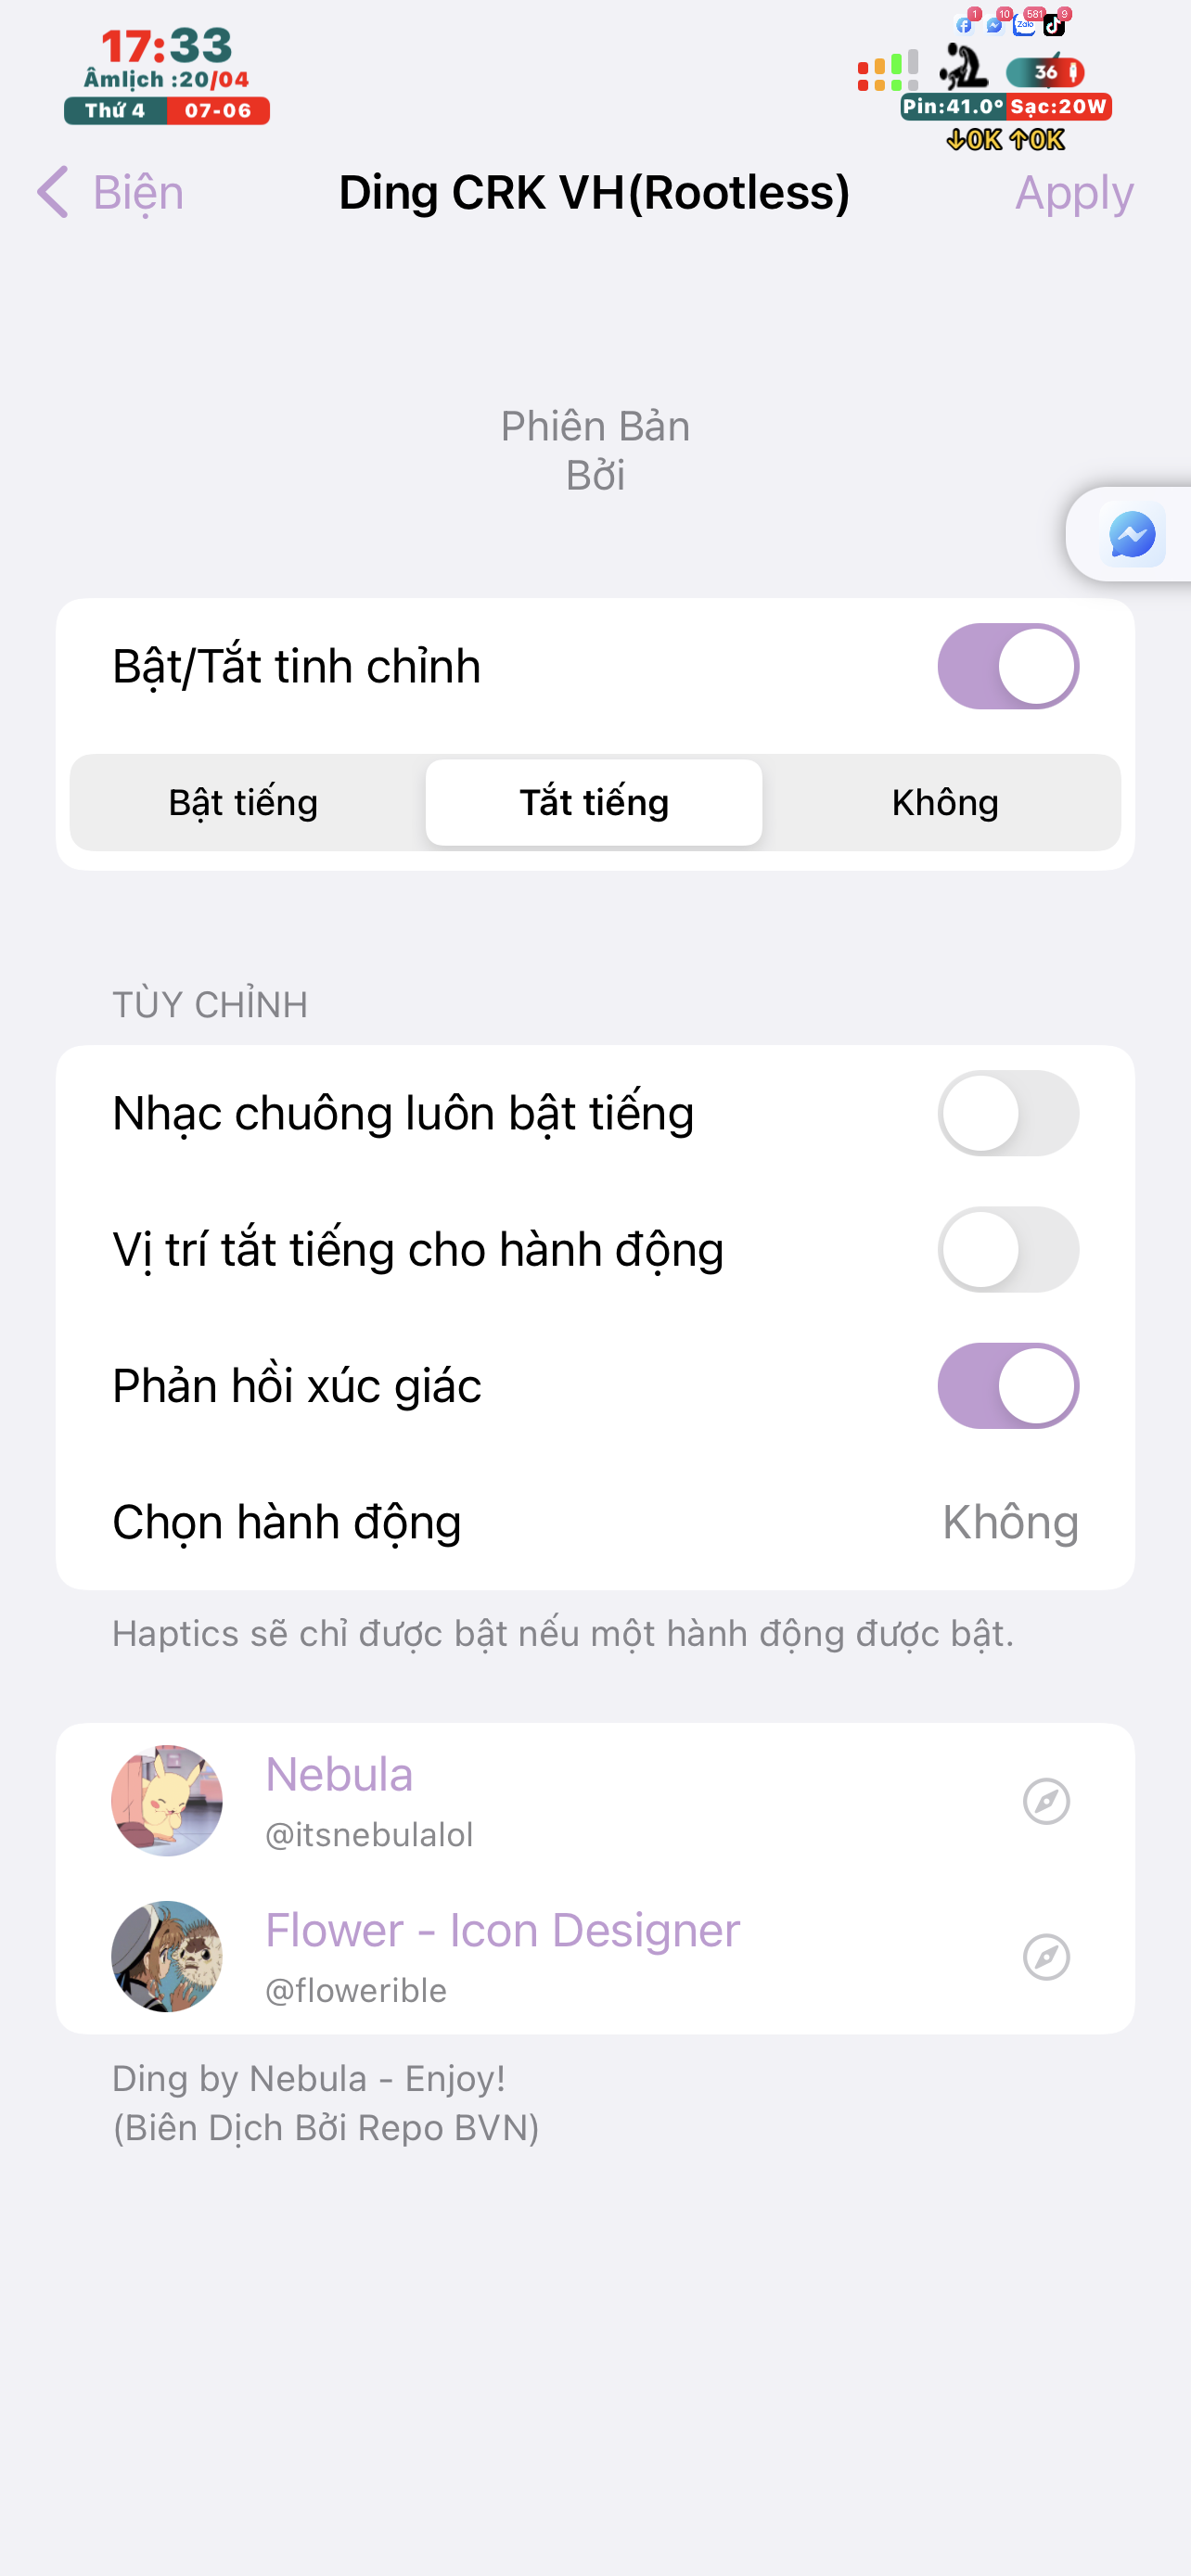 17:33
Âmlịch :20/04
Thứ 4 07-06
1 10 581 9
Zalo
36
Pin:41.0° Sạc:20W
↓0K ↑0K
Biện
Ding CRK VH(Rootless)
Apply
Phiên Bản
Bởi
Bật/Tắt tinh chỉnh
Bật tiếng Tắt tiếng Không
TÙY CHỈNH
Nhạc chuông luôn bật tiếng
Vị trí tắt tiếng cho hành động
Phản hồi xúc giác
Chọn hành động Không
Haptics sẽ chỉ được bật nếu một hành động được bật.
Nebula
@itsnebulalol
Flower - Icon Designer
@flowerible
Ding by Nebula - Enjoy!
(Biên Dịch Bởi Repo BVN)